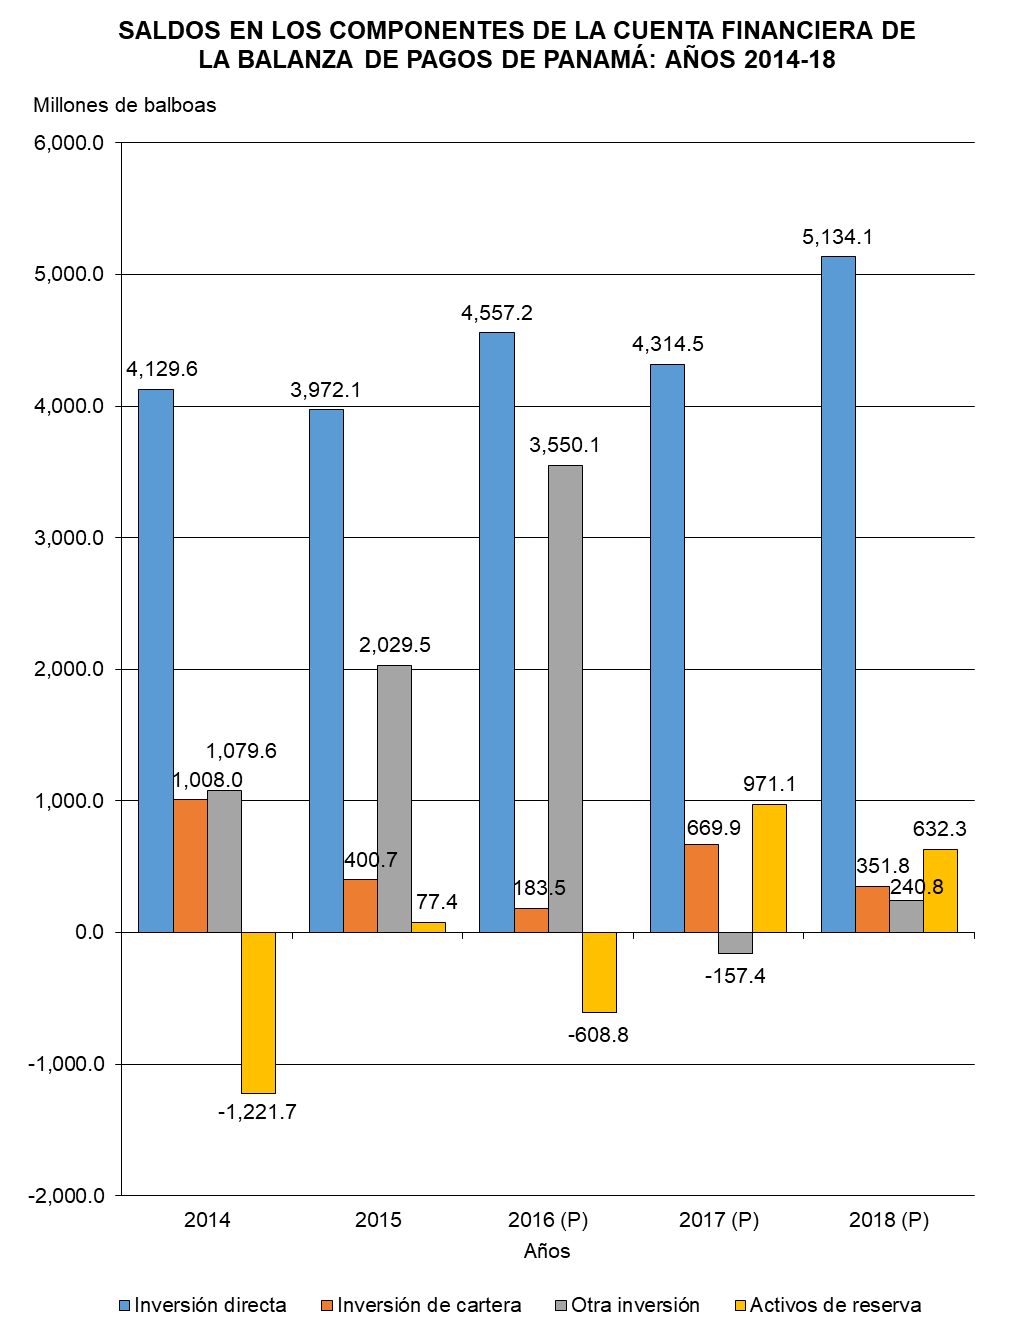 SALDOS EN LOS COMPONENTES DE LA CUENTA FINANCIERA DE
LA BALANZA DE PAGOS DE PANAMÁ: AÑOS 2014-18
Millones de balboas
6,000.0
5,000.0
4,000.0
3,000.0
2,000.0
1,000.0
0.0
-1,000.0
-2,000.0
4,129.6
1,008.0
1,079.6
-1,221.7
3,972.1
400.7
2,029.5
77.4
4,557.2
183.5
3,550.1
-608.8
4,314.5
669.9
-157.4
971.1
5,134.1
351.8
240.8
632.3
2014
2015
2016 (P)
2017 (P)
2018 (P)
Años
Inversión directa
Inversión de cartera
Otra inversión
Activos de reserva